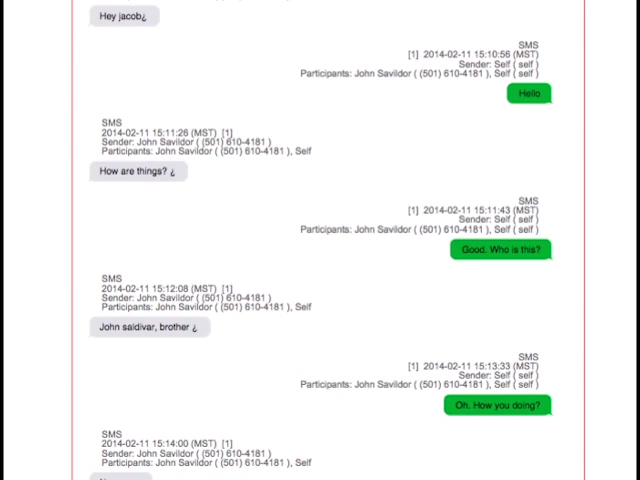 Hey jacob¿
SMS
[1] 2014-02-11 15:10:56 (MST)
Sender: Self ( self )
Participants: John Savildor ( (501) 610-4181 ), Self ( self )
Hello
SMS
2014-02-11 15:11:26 (MST) [1]
Sender: John Savildor ( (501) 610-4181 )
Participants: John Savildor ( (501) 610-4181 ), Self
How are things? ¿
SMS
[1] 2014-02-11 15:11:43 (MST)
Sender: Self ( self )
Participants: John Savildor ( (501) 610-4181 ), Self ( self )
Good. Who is this?
SMS
2014-02-11 15:12:08 (MST) [1]
Sender: John Savildor ( (501) 610-4181 )
Participants: John Savildor ( (501) 610-4181 ), Self
John saldivar, brother ¿
SMS
[1] 2014-02-11 15:13:33 (MST)
Sender: Self ( self )
Participants: John Savildor ( (501) 610-4181 ), Self ( self )
Oh. How you doing?
SMS
2014-02-11 15:14:00 (MST) [1]
Sender: John Savildor ( (501) 610-4181 )
Participants: John Savildor ( (501) 610-4181 ), Self